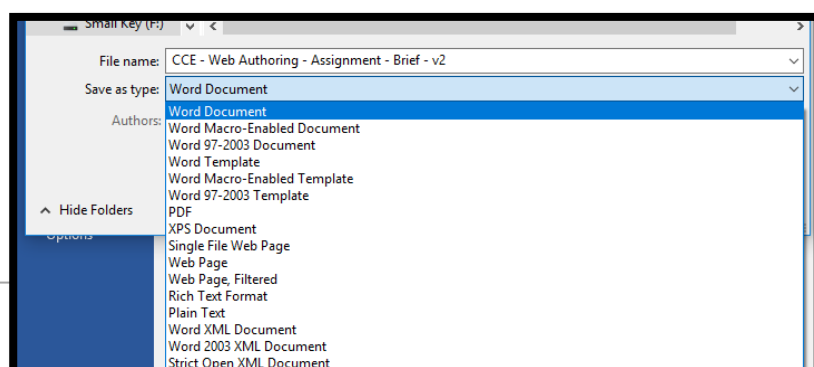 Small Key (F:)
File name: CCE - Web Authoring - Assignment - Brief - v2
Save as type: Word Document
Authors:
Word Document
Word Macro-Enabled Document
Word 97-2003 Document
Word Template
Word Macro-Enabled Template
Word 97-2003 Template
Hide Folders
PDF
XPS Document
Options
Single File Web Page
Web Page
Web Page, Filtered
Rich Text Format
Plain Text
Word XML Document
Word 2003 XML Document
Strict Open XML Document